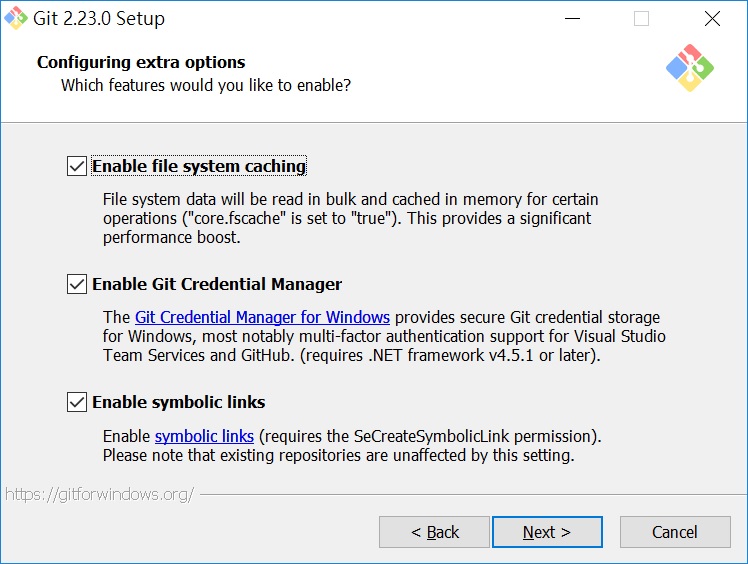 Git 2.23.0 Setup
Configuring extra options
Which features would you like to enable?
Enable file system caching
File system data will be read in bulk and cached in memory for certain
operations ("core.fscache" is set to "true"). This provides a significant
performance boost.
Enable Git Credential Manager
The Git Credential Manager for Windows provides secure Git credential storage
for Windows, most notably multi-factor authentication support for Visual Studio
Team Services and GitHub. (requires .NET framework v4.5.1 or later).
Enable symbolic links
Enable symbolic links (requires the SeCreateSymbolicLink permission).
Please note that existing repositories are unaffected by this setting.
https://gitforwindows.org/
< Back Next > Cancel